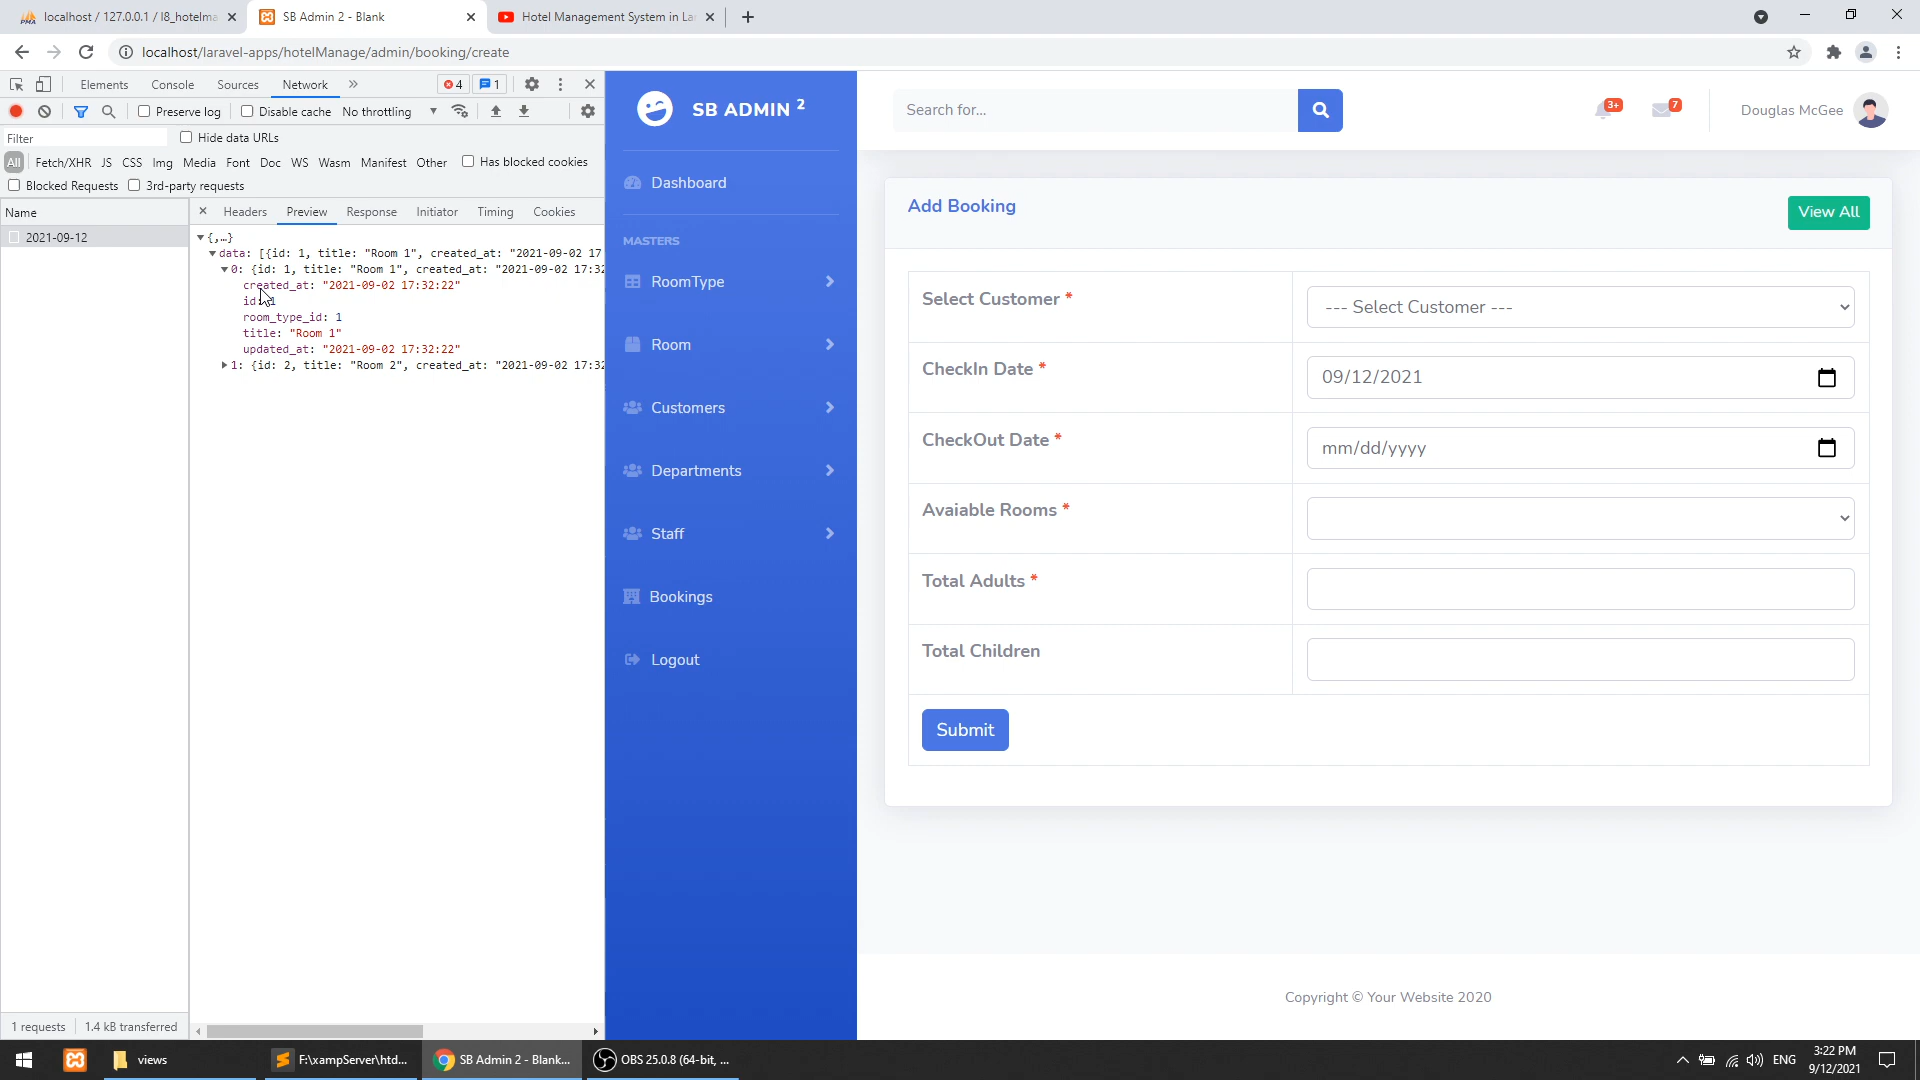 localhost / 127.0.0.1 / l8_hotelma
SB Admin 2 - Blank
Hotel Management System in La
localhost/laravel-apps/hotelManage/admin/booking/create
Elements
Console
Sources
Network
4
1
Preserve log
Disable cache
No throttling
Filter
Hide data URLs
All
Fetch/XHR
JS
CSS
Img
Media
Font
Doc
WS
Wasm
Manifest
Other
Has blocked cookies
Blocked Requests
3rd-party requests
Name
Headers
Preview
Response
Initiator
Timing
Cookies
2021-09-12
{,…}
data: [{id: 1, title: "Room 1", created_at: "2021-09-02 17
0: {id: 1, title: "Room 1", created_at: "2021-09-02 17:32
created_at: "2021-09-02 17:32:22"
id: 1
room_type_id: 1
title: "Room 1"
updated_at: "2021-09-02 17:32:22"
1: {id: 2, title: "Room 2", created_at: "2021-09-02 17:32
1 requests
1.4 kB transferred
SB ADMIN 2
Dashboard
MASTERS
RoomType
Room
Customers
Departments
Staff
Bookings
Logout
Search for...
3+
7
Douglas McGee
Add Booking
View All
Select Customer *
--- Select Customer ---
CheckIn Date *
09/12/2021
CheckOut Date *
mm/dd/yyyy
Avaiable Rooms *
Total Adults *
Total Children
Submit
Copyright © Your Website 2020
views
F:\xampServer\htd...
SB Admin 2 - Blank...
OBS 25.0.8 (64-bit, ...
ENG
3:22 PM
9/12/2021